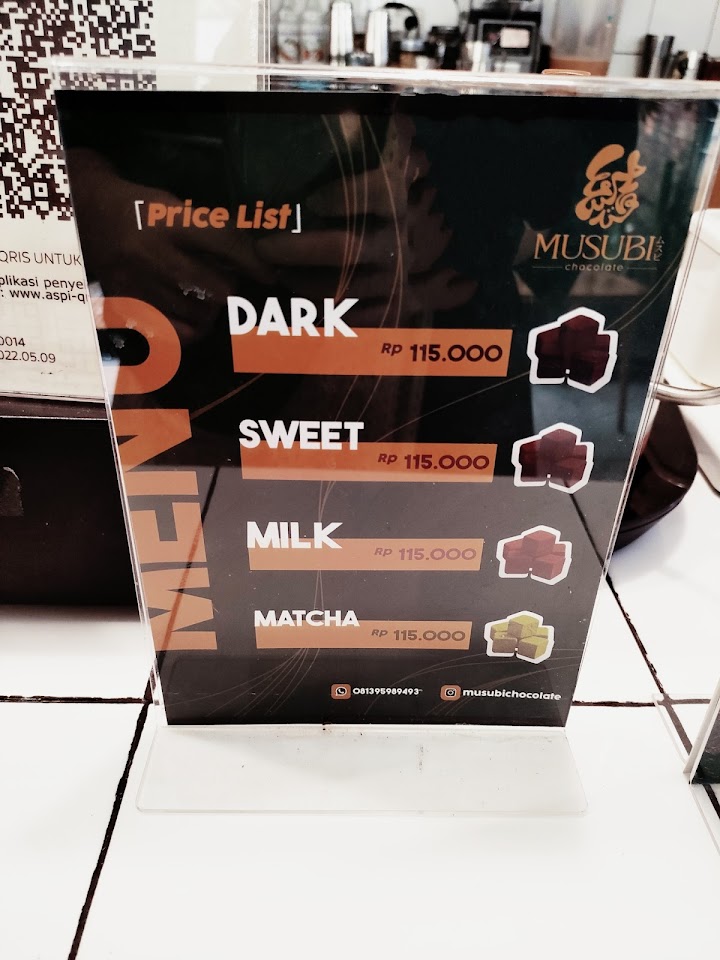 QRIS UNTUK
plikasi penye
: www.aspi-q
0014
022.05.09
「Price List」
MUSUBI
chocolate
MENU
DARK
RP 115.000
SWEET
RP 115.000
MILK
RP 115.000
MATCHA
RP 115.000
081395989493
musubichocolate